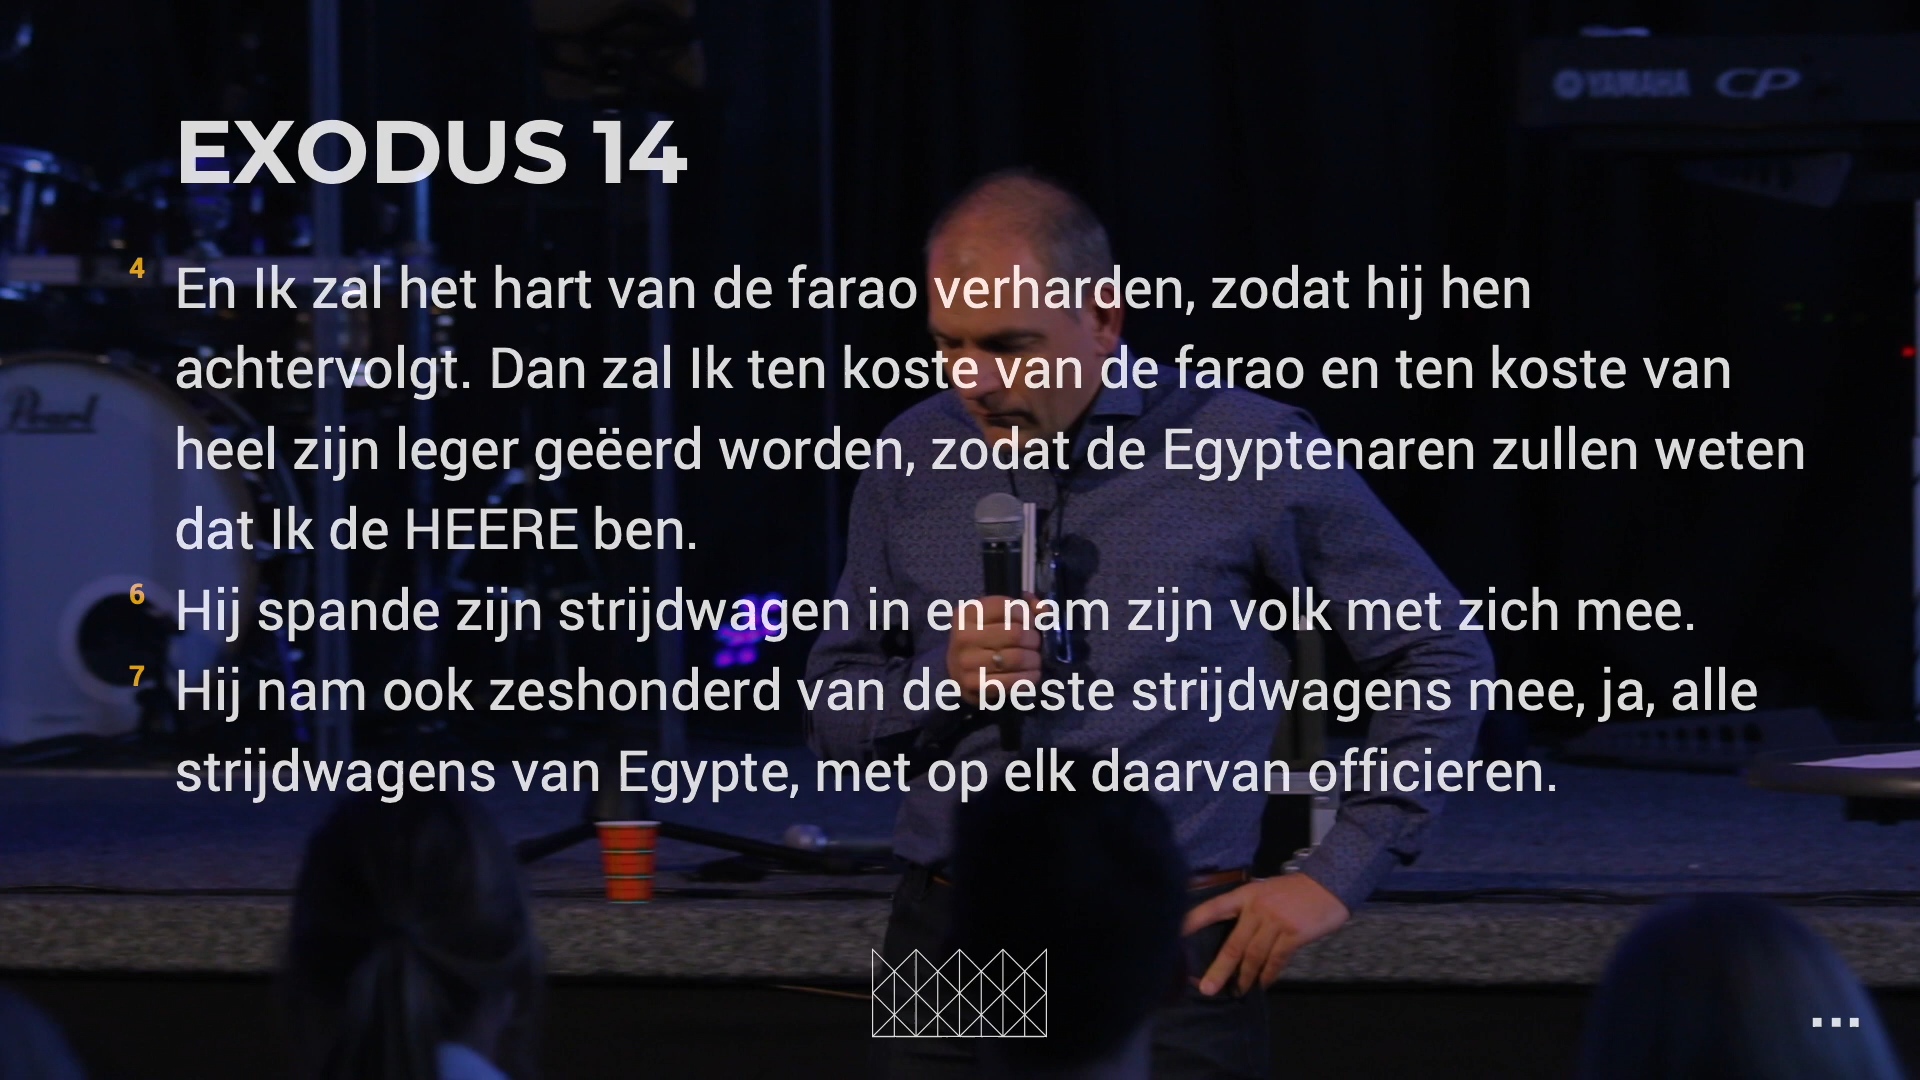 YAMAHA CP
EXODUS 14
4 En Ik zal het hart van de farao verharden, zodat hij hen
achtervolgt. Dan zal Ik ten koste van de farao en ten koste van
heel zijn leger geëerd worden, zodat de Egyptenaren zullen weten
dat Ik de HEERE ben.
6 Hij spande zijn strijdwagen in en nam zijn volk met zich mee.
7 Hij nam ook zeshonderd van de beste strijdwagens mee, ja, alle
strijdwagens van Egypte, met op elk daarvan officieren.
Pearl
...